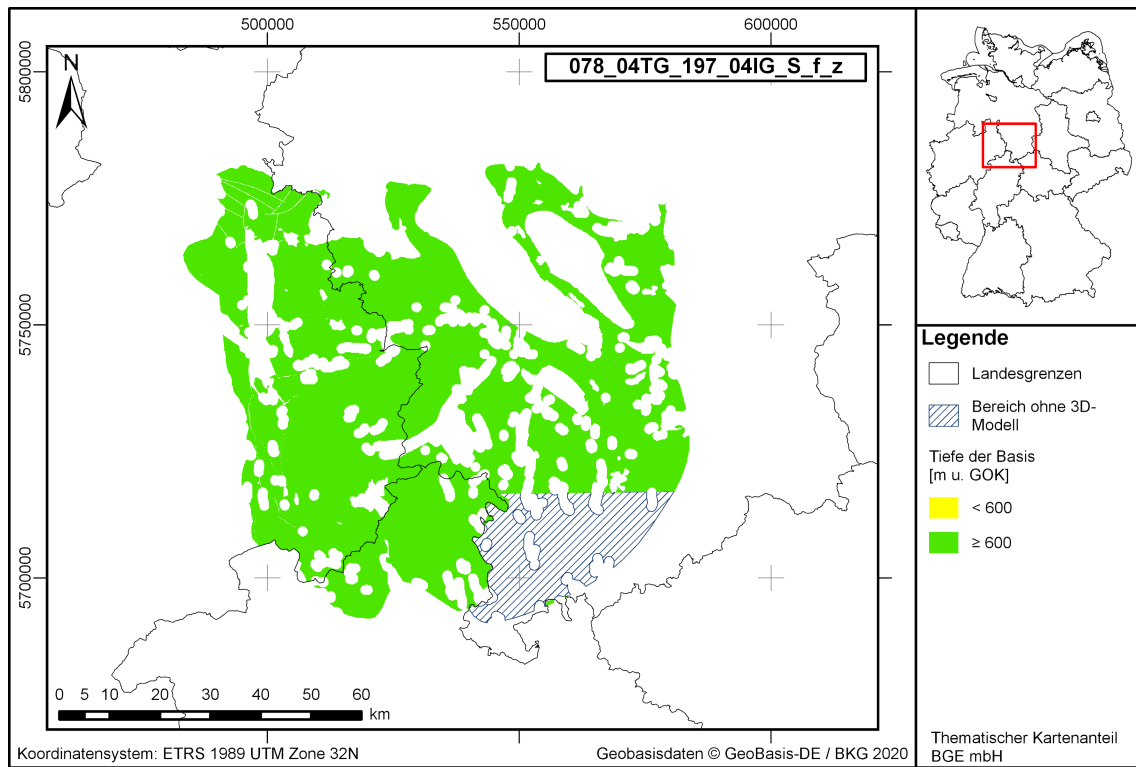 500000 550000 600000
078_04TG_197_04IG_S_f_z
N
5800000
5750000
5700000
0 5 10 20 30 40 50 60
km
Koordinatensystem: ETRS 1989 UTM Zone 32N
Geobasisdaten © GeoBasis-DE / BKG 2020
Legende
Landesgrenzen
Bereich ohne 3D-
Modell
Tiefe der Basis
[m u. GOK]
< 600
≥ 600
Thematischer Kartenanteil
BGE mbH